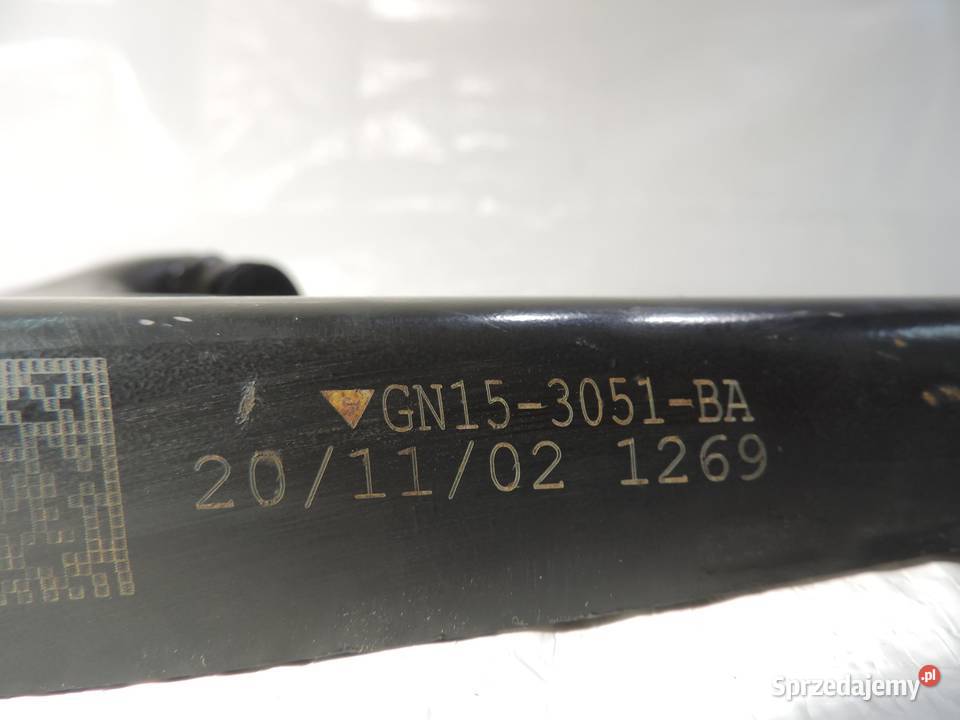 ▼GN15-3051-BA
20/11/02 1269
Sprzedajemy.pl